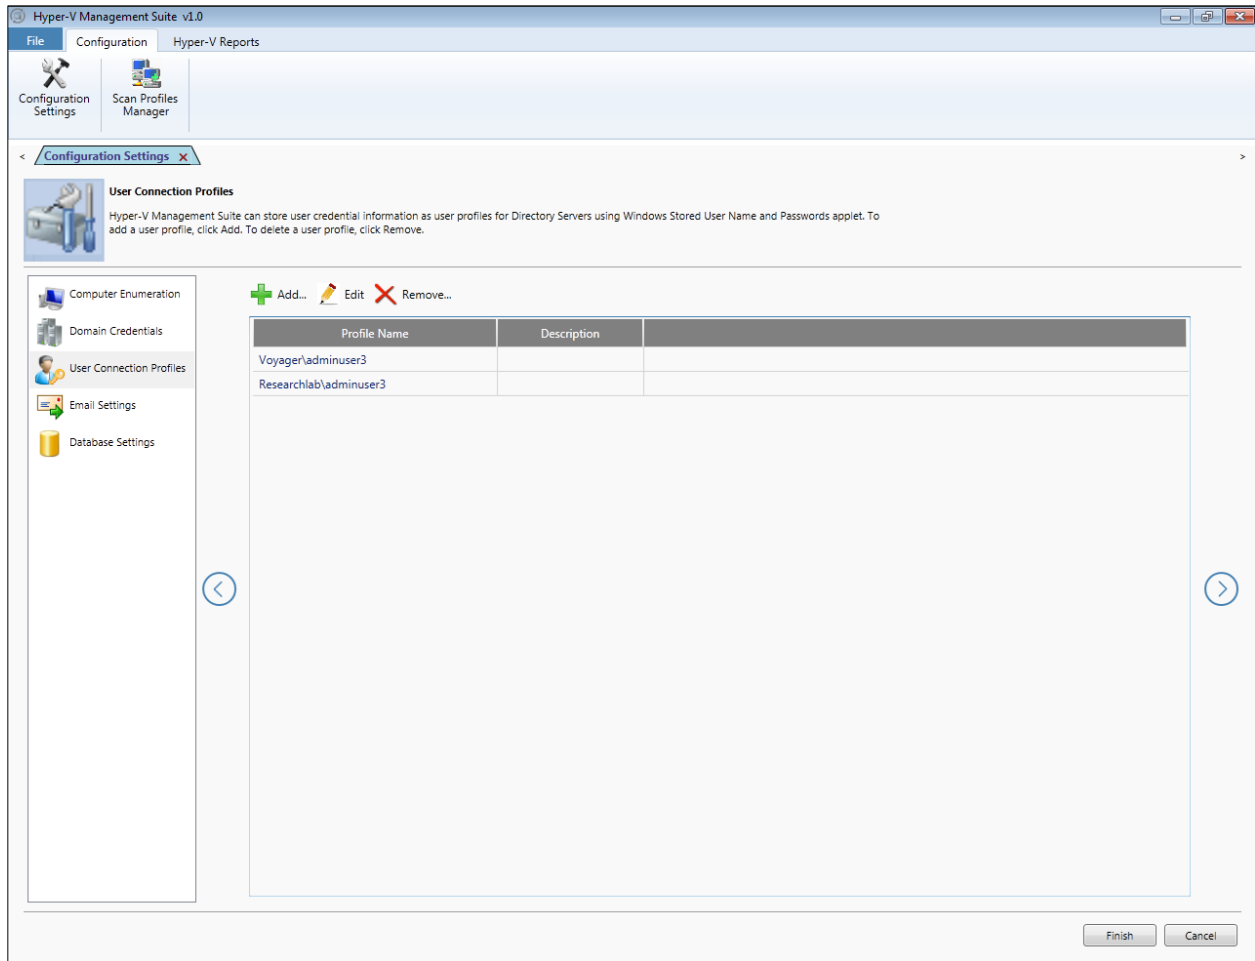 Hyper-V Management Suite v1.0
File Configuration Hyper-V Reports
Configuration Settings
Scan Profiles Manager
< Configuration Settings x >
User Connection Profiles
Hyper-V Management Suite can store user credential information as user profiles for Directory Servers using Windows Stored User Name and Passwords applet. To
add a user profile, click Add. To delete a user profile, click Remove.
Computer Enumeration
Domain Credentials
User Connection Profiles
Email Settings
Database Settings
Add... Edit Remove...
Profile Name Description
Voyager\adminuser3
Researchlab\adminuser3
Finish Cancel